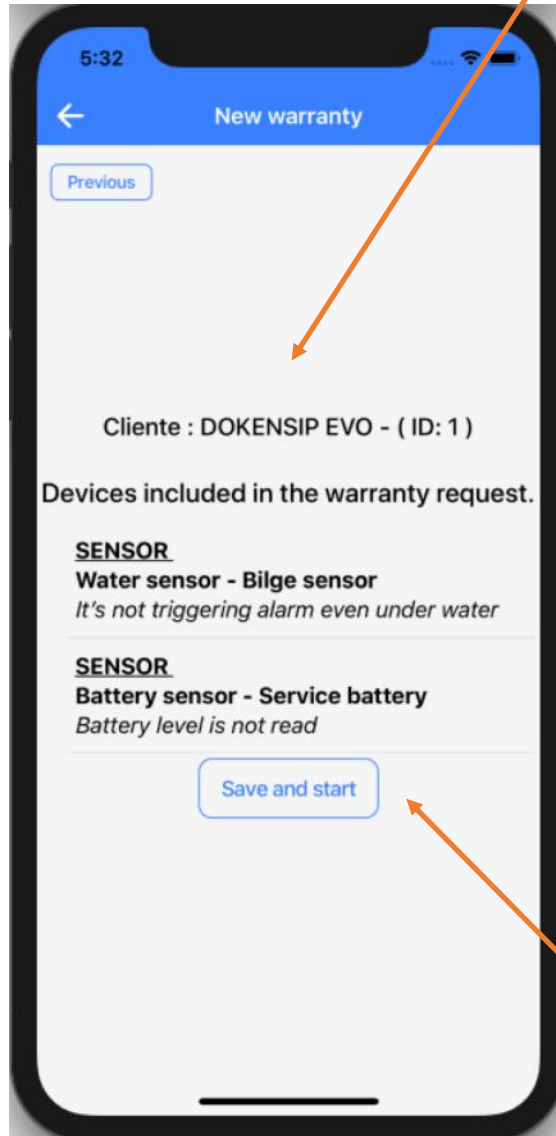 5:32
New warranty
Previous
Cliente : DOKENSIP EVO - ( ID: 1 )
Devices included in the warranty request.
SENSOR
Water sensor - Bilge sensor
It's not triggering alarm even under water
SENSOR
Battery sensor - Service battery
Battery level is not read
Save and start